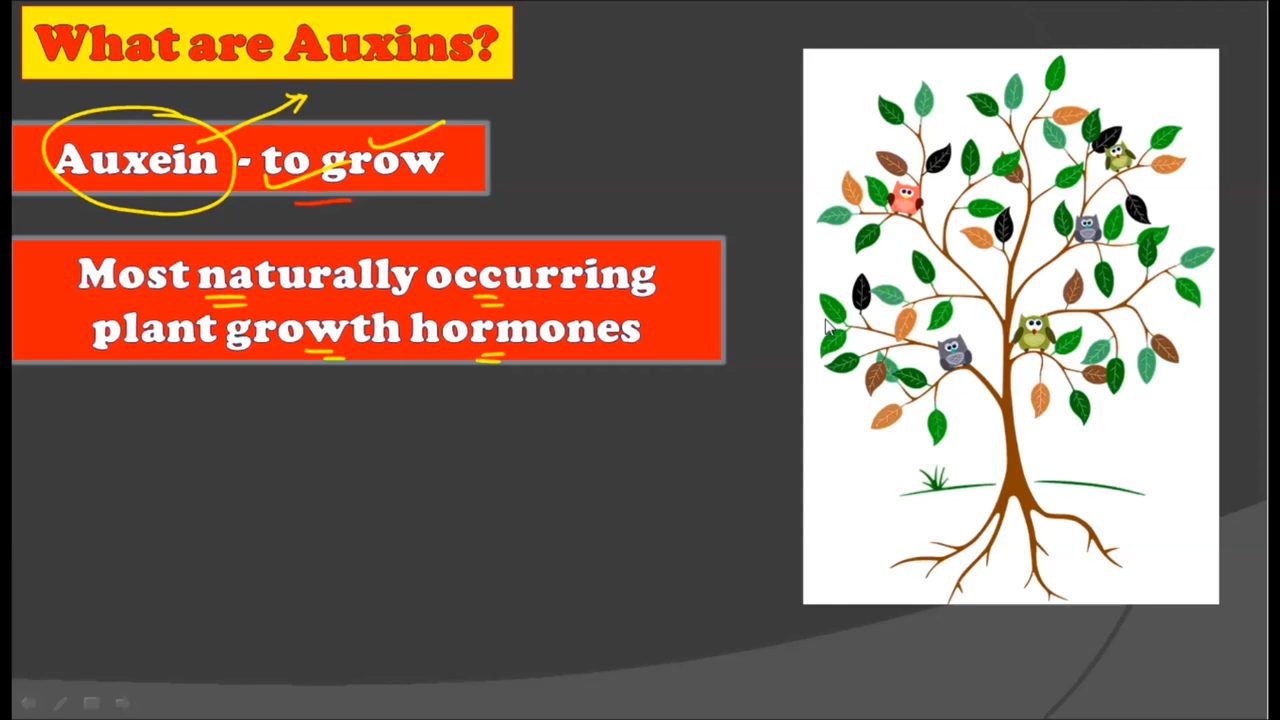 What are Auxins?
Auxein - to grow
Most naturally occurring
plant growth hormones